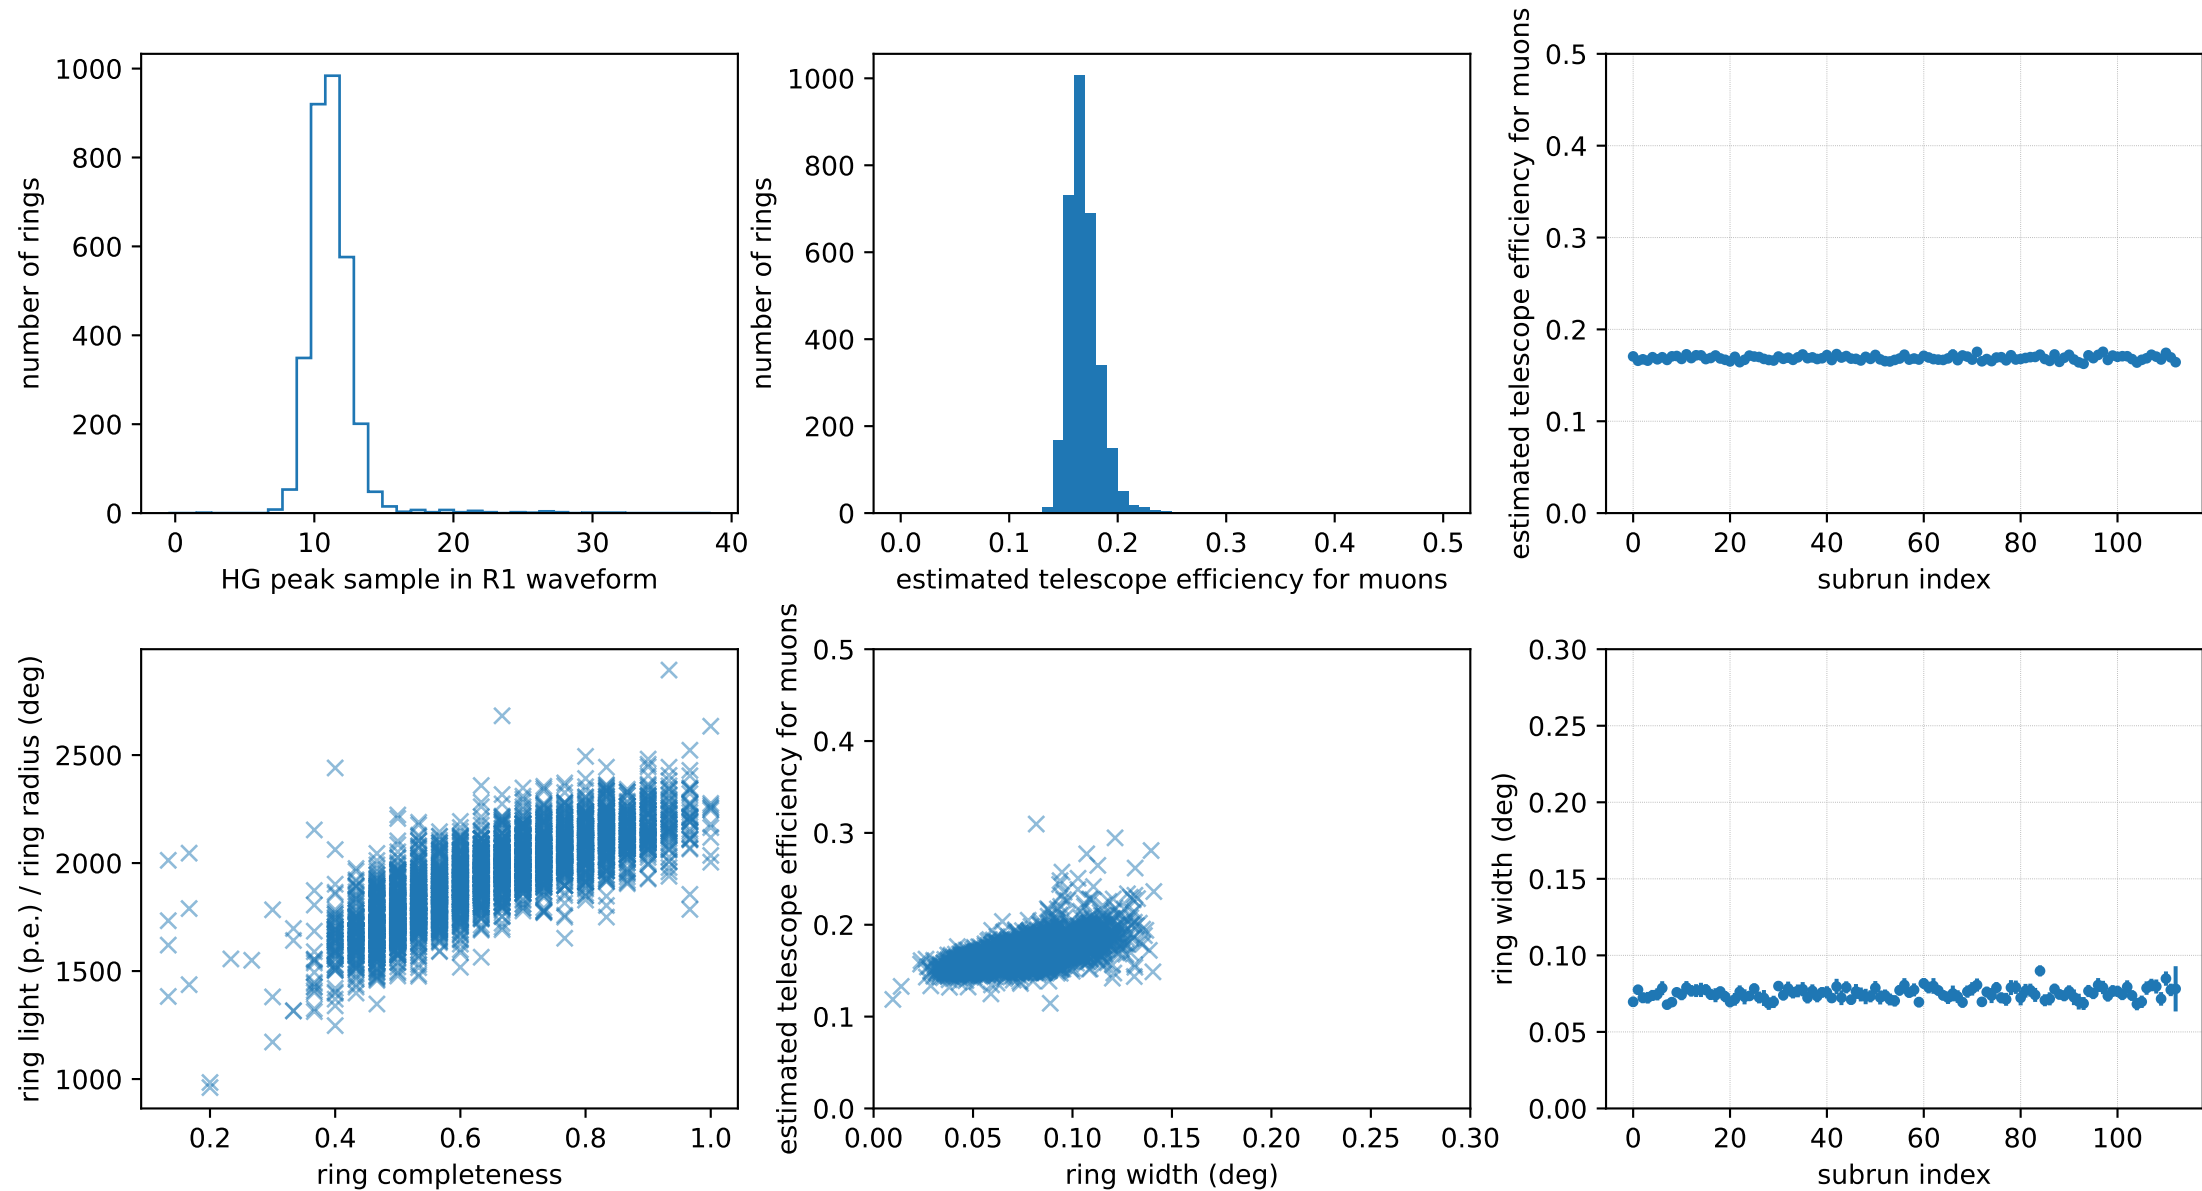 number of rings
1000
800
600
400
200
0
0 10 20 30 40
HG peak sample in R1 waveform
number of rings
1000
800
600
400
200
0
0.0 0.1 0.2 0.3 0.4 0.5
estimated telescope efficiency for muons
estimated telescope efficiency for muons
0.5
0.4
0.3
0.2
0.1
0.0
0 20 40 60 80 100
subrun index
ring light (p.e.) / ring radius (deg)
2500
2000
1500
1000
0.2 0.4 0.6 0.8 1.0
ring completeness
estimated telescope efficiency for muons
0.5
0.4
0.3
0.2
0.1
0.0
0.00 0.05 0.10 0.15 0.20 0.25 0.30
ring width (deg)
ring width (deg)
0.30
0.25
0.20
0.15
0.10
0.05
0.00
0 20 40 60 80 100
subrun index